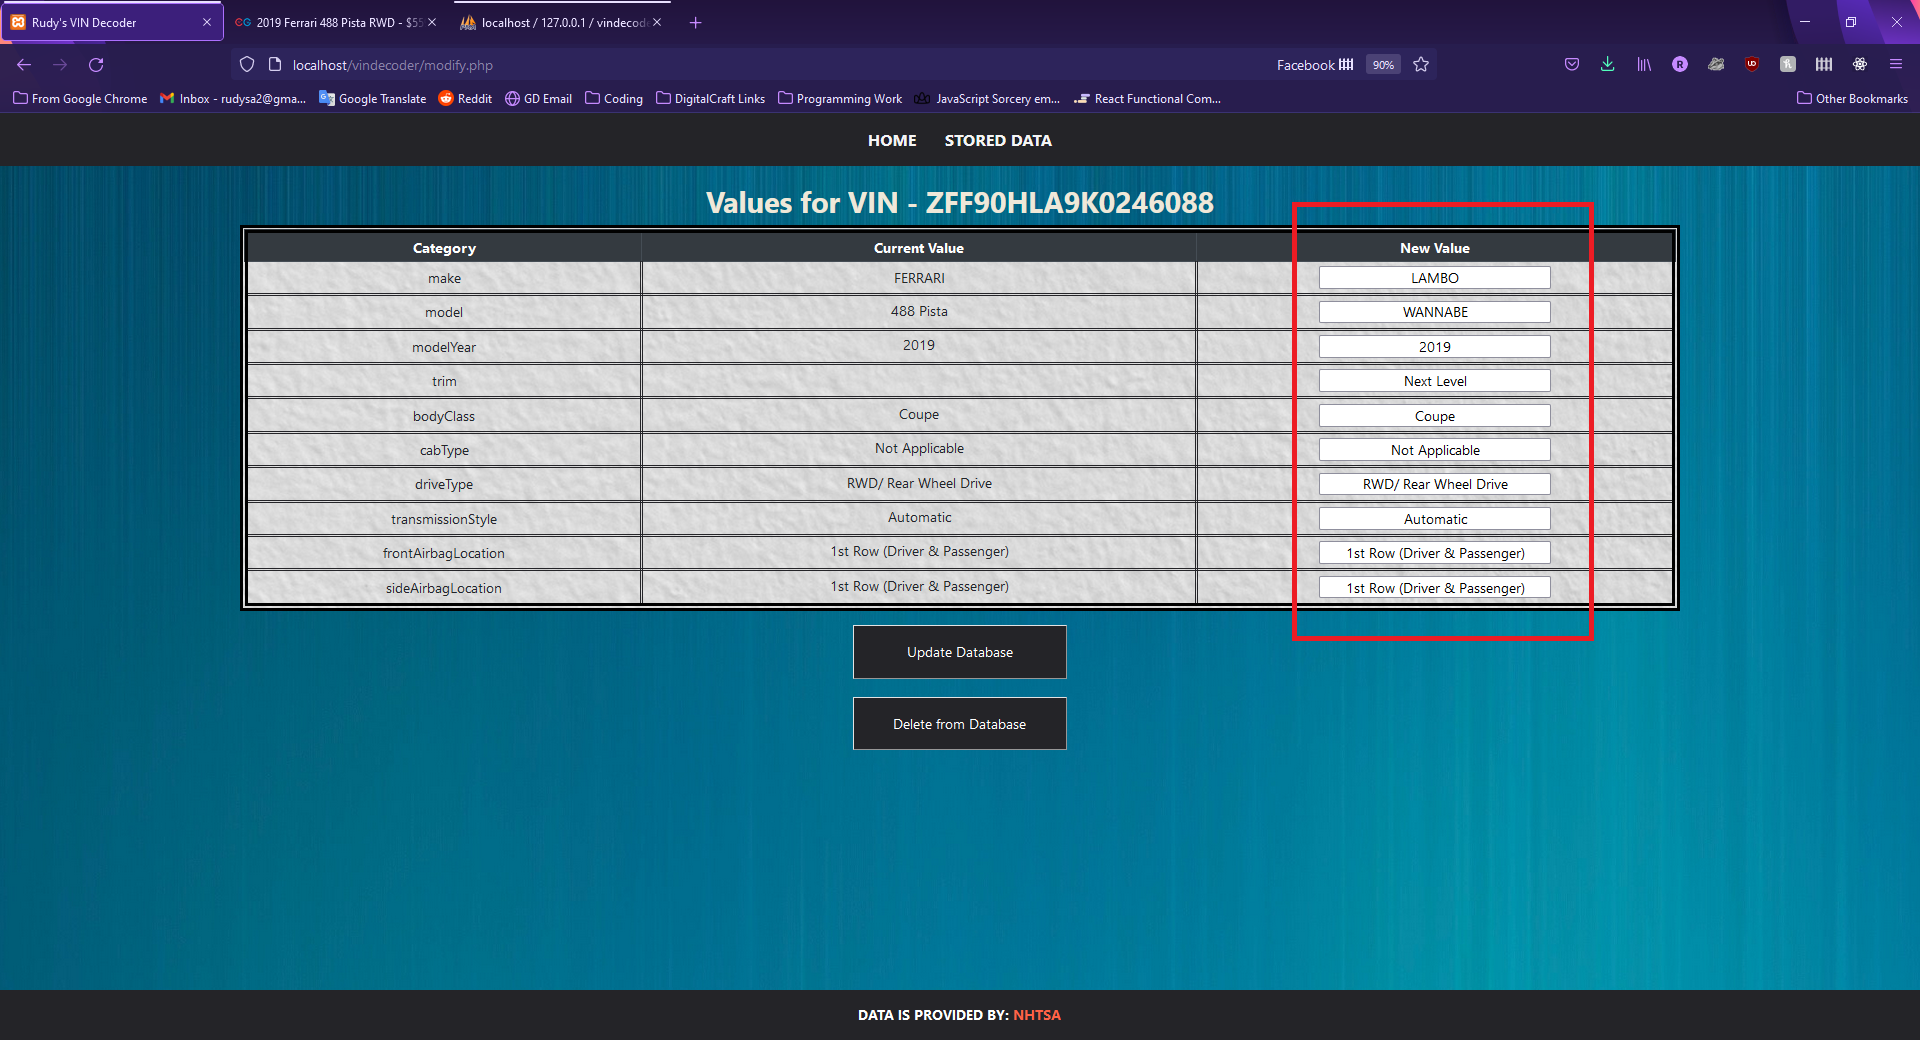 Rudy's VIN Decoder
2019 Ferrari 488 Pista RWD - $55
localhost / 127.0.0.1 / vindecod
localhost/vindecoder/modify.php
Facebook
90%
From Google Chrome
Inbox - rudysa2@gma...
Google Translate
Reddit
GD Email
Coding
DigitalCraft Links
Programming Work
JavaScript Sorcery em...
React Functional Com...
Other Bookmarks
HOME STORED DATA
Values for VIN - ZFF90HLA9K0246088
Category Current Value New Value
make FERRARI LAMBO
model 488 Pista WANNABE
modelYear 2019 2019
trim Next Level
bodyClass Coupe Coupe
cabType Not Applicable Not Applicable
driveType RWD/ Rear Wheel Drive RWD/ Rear Wheel Drive
transmissionStyle Automatic Automatic
frontAirbagLocation 1st Row (Driver & Passenger) 1st Row (Driver & Passenger)
sideAirbagLocation 1st Row (Driver & Passenger) 1st Row (Driver & Passenger)
Update Database
Delete from Database
DATA IS PROVIDED BY: NHTSA